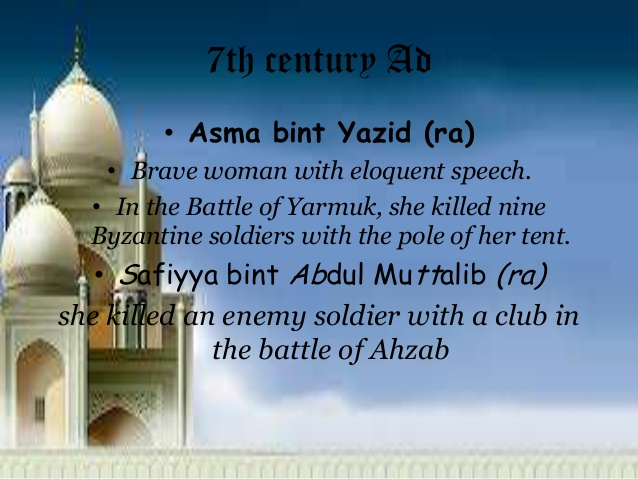 7th century Ad
• Asma bint Yazid (ra)
• Brave woman with eloquent speech.
• In the Battle of Yarmuk, she killed nine
Byzantine soldiers with the pole of her tent.
• Safiyya bint Abdul Muttalib (ra)
she killed an enemy soldier with a club in
the battle of Ahzab